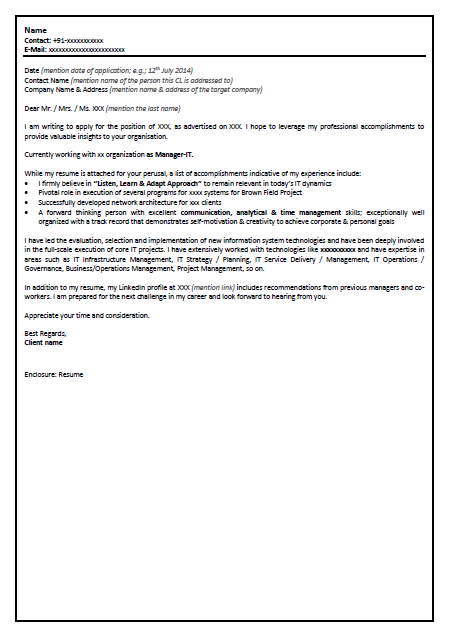 Name
Contact: +91-xxxxxxxxxxx
E-Mail: xxxxxxxxxxxxxxxxxxxxxxx
Date (mention date of application; e.g.; 12th July 2014)
Contact Name (mention name of the person this CL is addressed to)
Company Name & Address (mention name & address of the target company)
Dear Mr. / Mrs. / Ms. XXX (mention the last name)
I am writing to apply for the position of XXX, as advertised on XXX. I hope to leverage my professional accomplishments to
provide valuable insights to your organisation.
Currently working with xx organization as Manager-IT.
While my resume is attached for your perusal, a list of accomplishments indicative of my experience include:
• I firmly believe in "Listen, Learn & Adapt Approach" to remain relevant in today's IT dynamics
• Pivotal role in execution of several programs for xxxx systems for Brown Field Project
• Successfully developed network architecture for xxx clients
• A forward thinking person with excellent communication, analytical & time management skills; exceptionally well
organized with a track record that demonstrates self-motivation & creativity to achieve corporate & personal goals
I have led the evaluation, selection and implementation of new information system technologies and have been deeply involved
in the full-scale execution of core IT projects. I have extensively worked with technologies like xxxxxxxxxx and have expertise in
areas such as IT Infrastructure Management, IT Strategy / Planning, IT Service Delivery / Management, IT Operations /
Governance, Business/Operations Management, Project Management, so on.
In addition to my resume, my LinkedIn profile at XXX (mention link) includes recommendations from previous managers and co-
workers. I am prepared for the next challenge in my career and look forward to hearing from you.
Appreciate your time and consideration.
Best Regards,
Client name
Enclosure: Resume